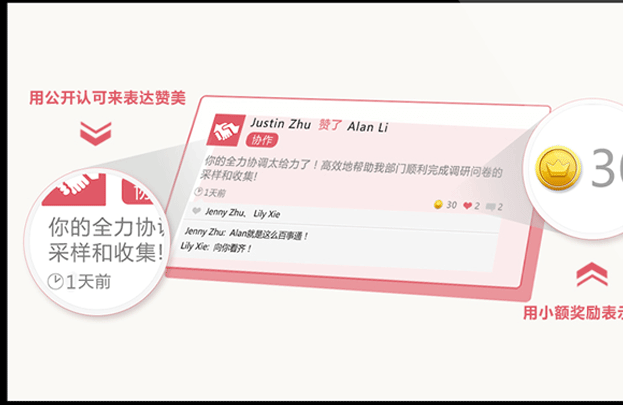 用公开认可来表达赞美
Justin Zhu 赞了 Alan Li
协作
你的全力协调太给力了！高效地帮助我部门顺利完成调研问卷的
采样和收集!
1天前
30 2 2
Jenny Zhu、 Lily Xie
Jenny Zhu: Alan就是这么百事通！
Lily Xie: 向你看齐！
你的全力协
采样和收集!
1天前
30
用小额奖励表示